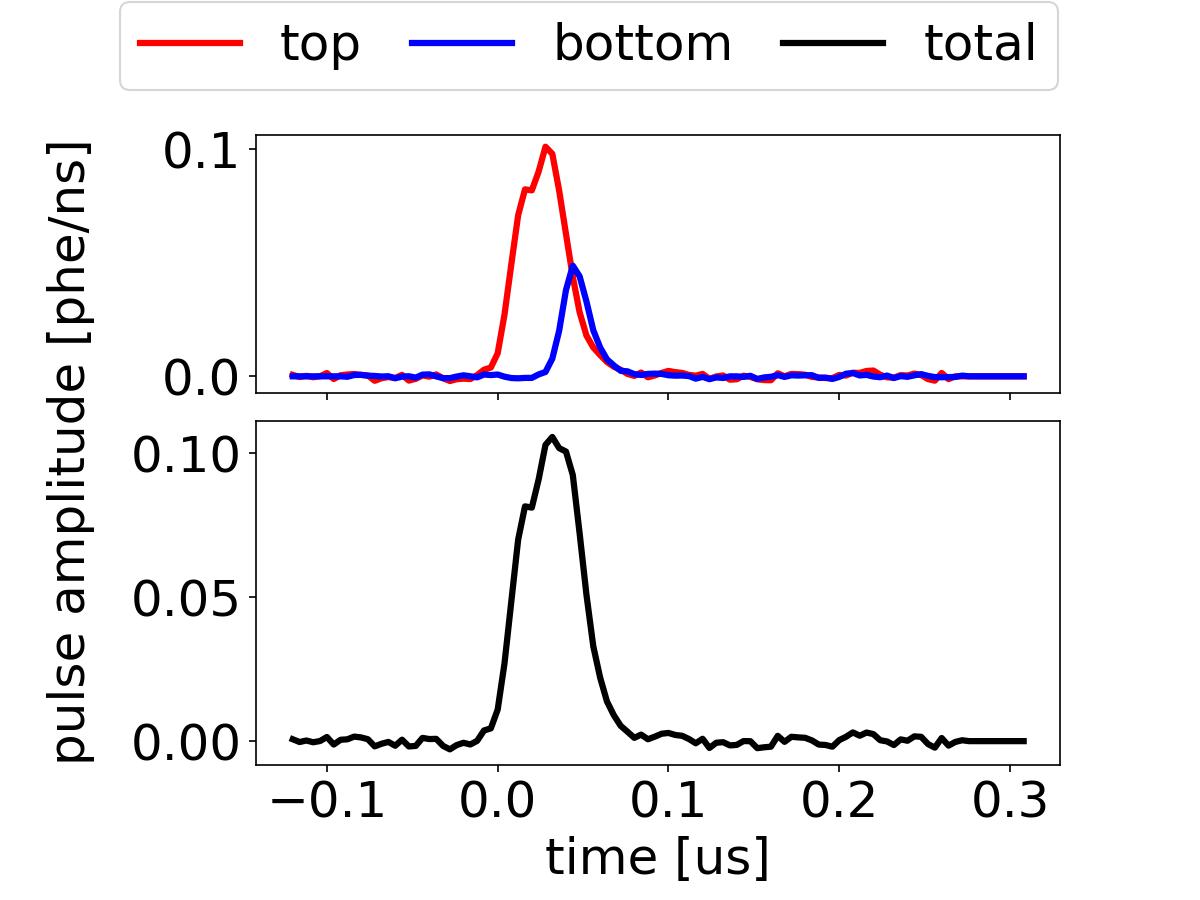 top bottom total
pulse amplitude [phe/ns]
0.1
0.0
0.10
0.05
0.00
−0.1 0.0 0.1 0.2 0.3
time [us]